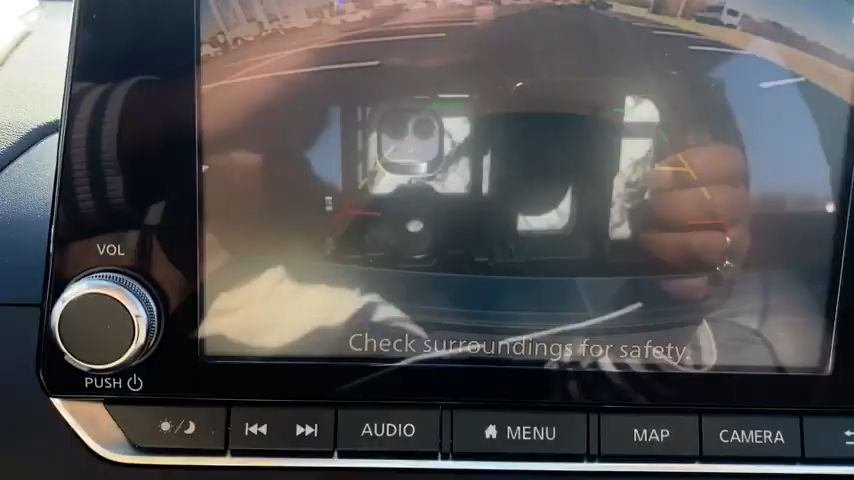 VOL
Check surroundings for safety.
PUSH
AUDIO
MENU
MAP
CAMERA